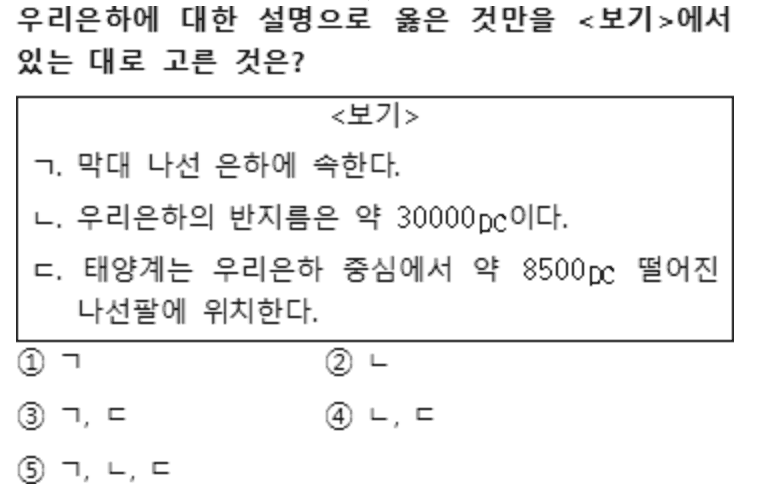 우리은하에 대한 설명으로 옳은 것만을 <보기>에서
있는 대로 고른 것은?
<보기>
ㄱ. 막대 나선 은하에 속한다.
ㄴ. 우리은하의 반지름은 약 30000pc이다.
ㄷ. 태양계는 우리은하 중심에서 약 8500pc 떨어진
나선팔에 위치한다.
① ㄱ ② ㄴ
③ ㄱ, ㄷ ④ ㄴ, ㄷ
⑤ ㄱ, ㄴ, ㄷ